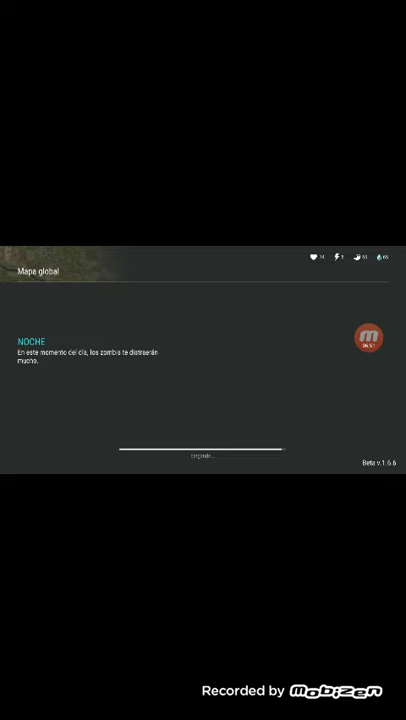 Mapa global
NOCHE
En este momento del día, los zombis te distraerán
mucho.
Beta v.1.6.6
Recorded by Mobizen